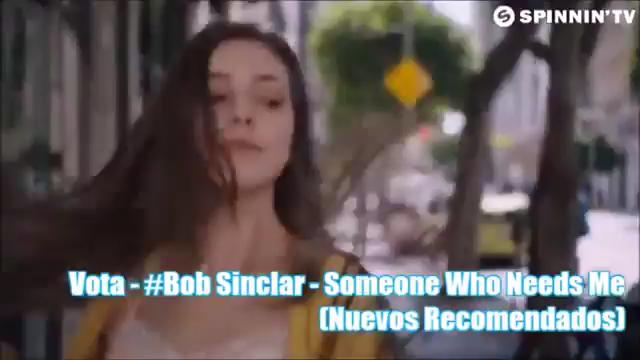 SPINNIN'TV
Vota - #Bob Sinclar - Someone Who Needs Me
(Nuevos Recomendados)